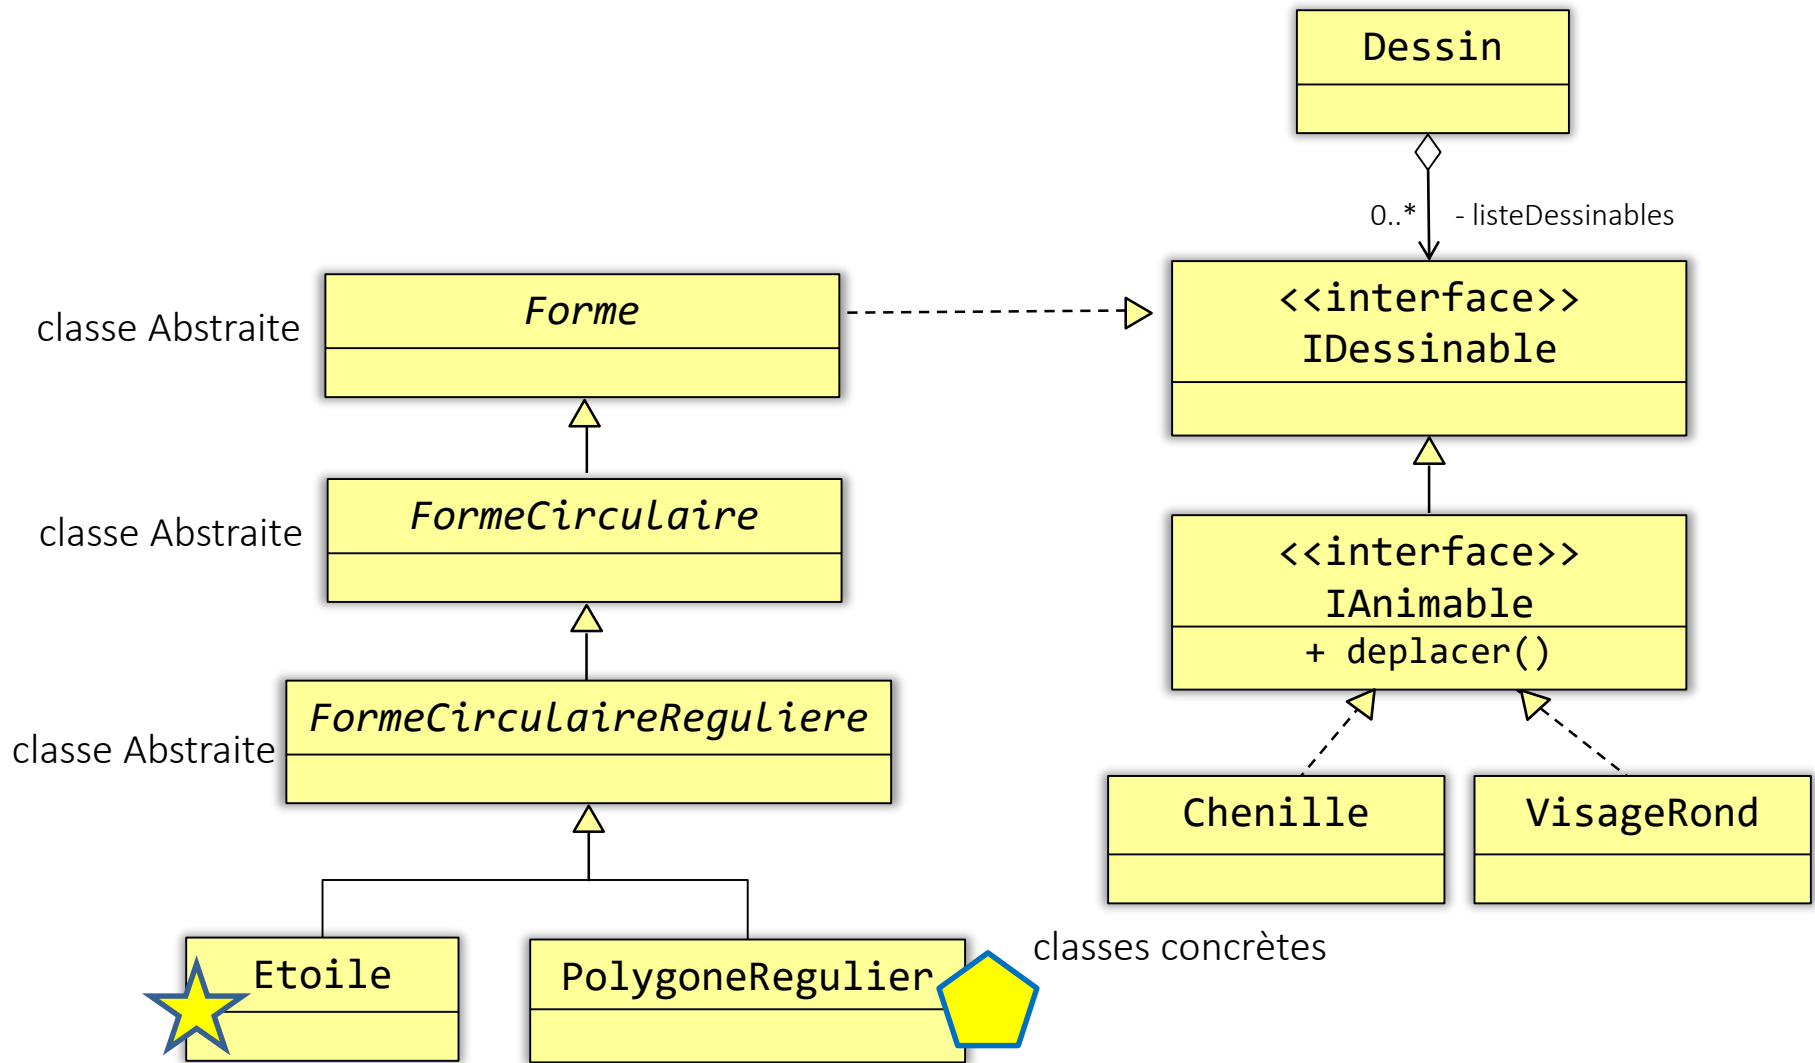 Dessin
0..*
- listeDessinables
classe Abstraite
Forme
<<interface>>
IDessinable
classe Abstraite
FormeCirculaire
<<interface>>
IAnimable
+ deplacer()
classe Abstraite
FormeCirculaireReguliere
Chenille
VisageRond
Etoile
PolygoneRegulier
classes concrètes